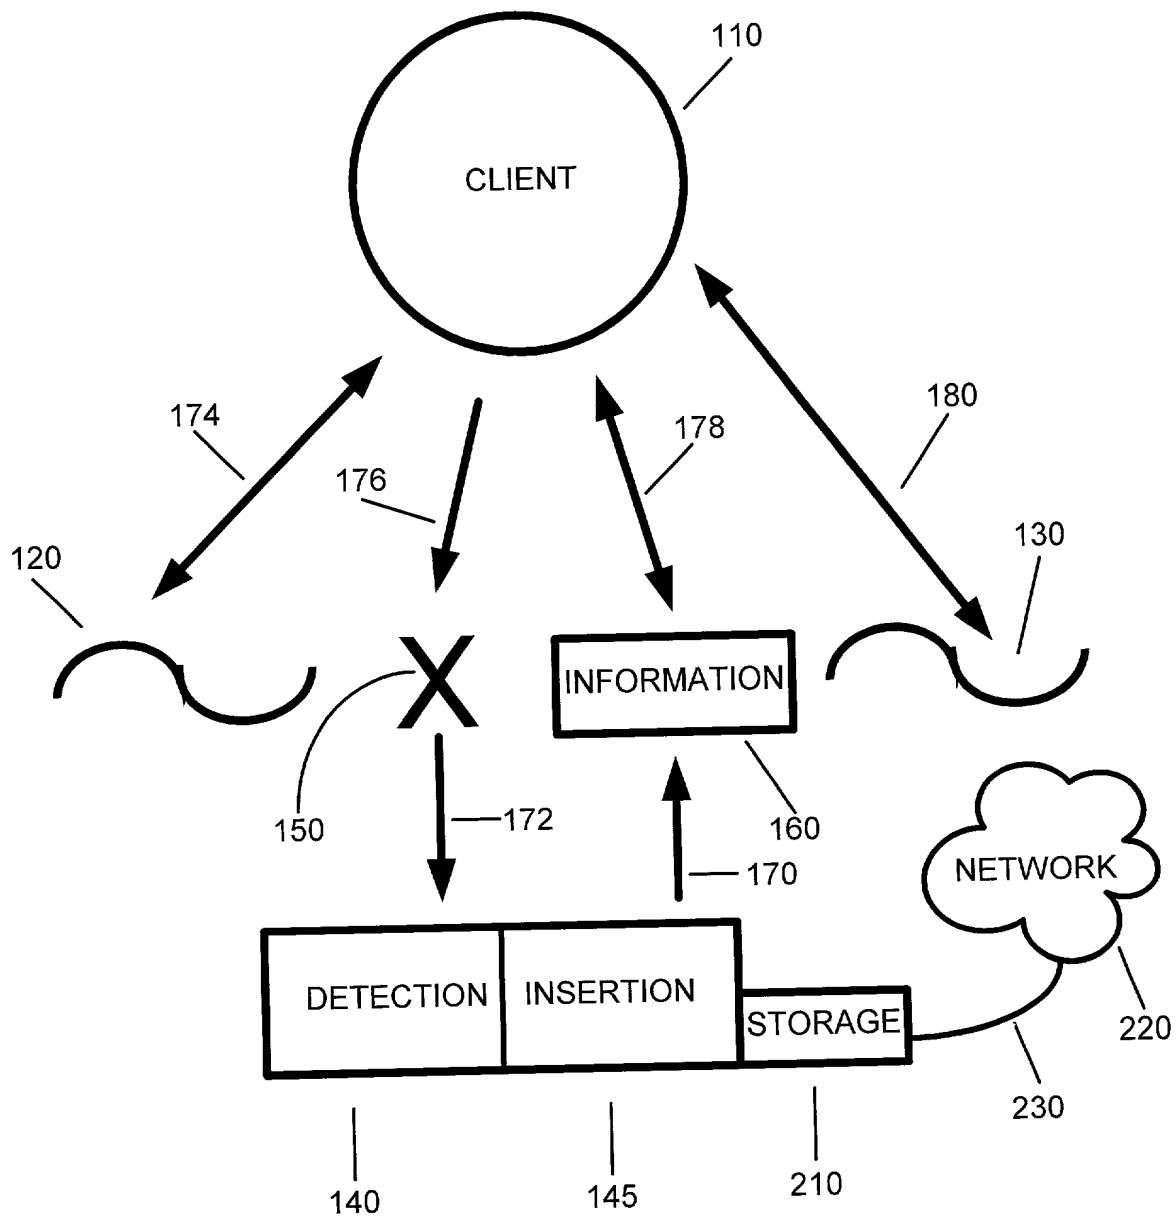 110
CLIENT
174
176
178
180
120
130
INFORMATION
150
172
160
170
NETWORK
DETECTION
INSERTION
STORAGE
220
230
140
145
210